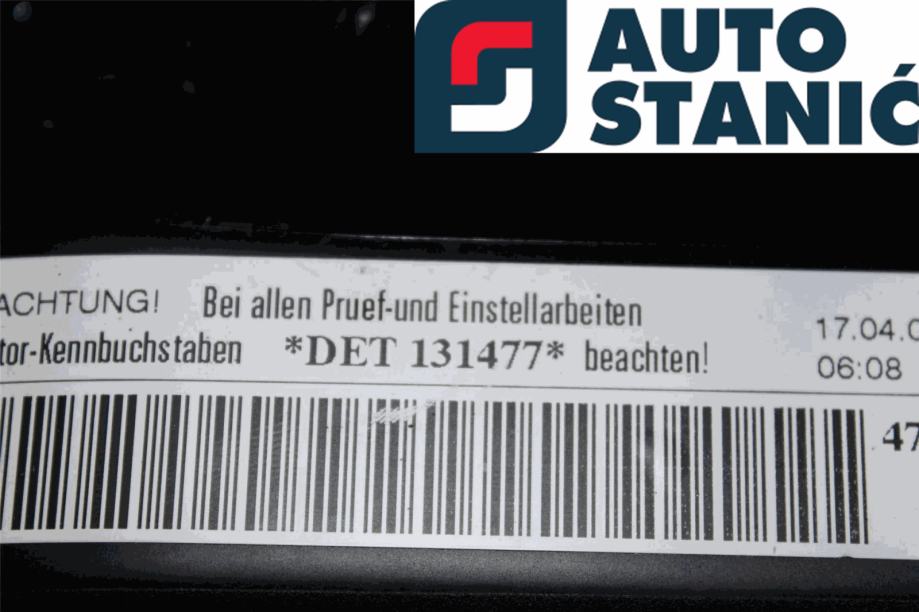 AUTO
STANIĆ
ACHTUNG! Bei allen Pruef-und Einstellarbeiten
tor-Kennbuchstaben *DET 131477* beachten!
17.04.0
06:08
47